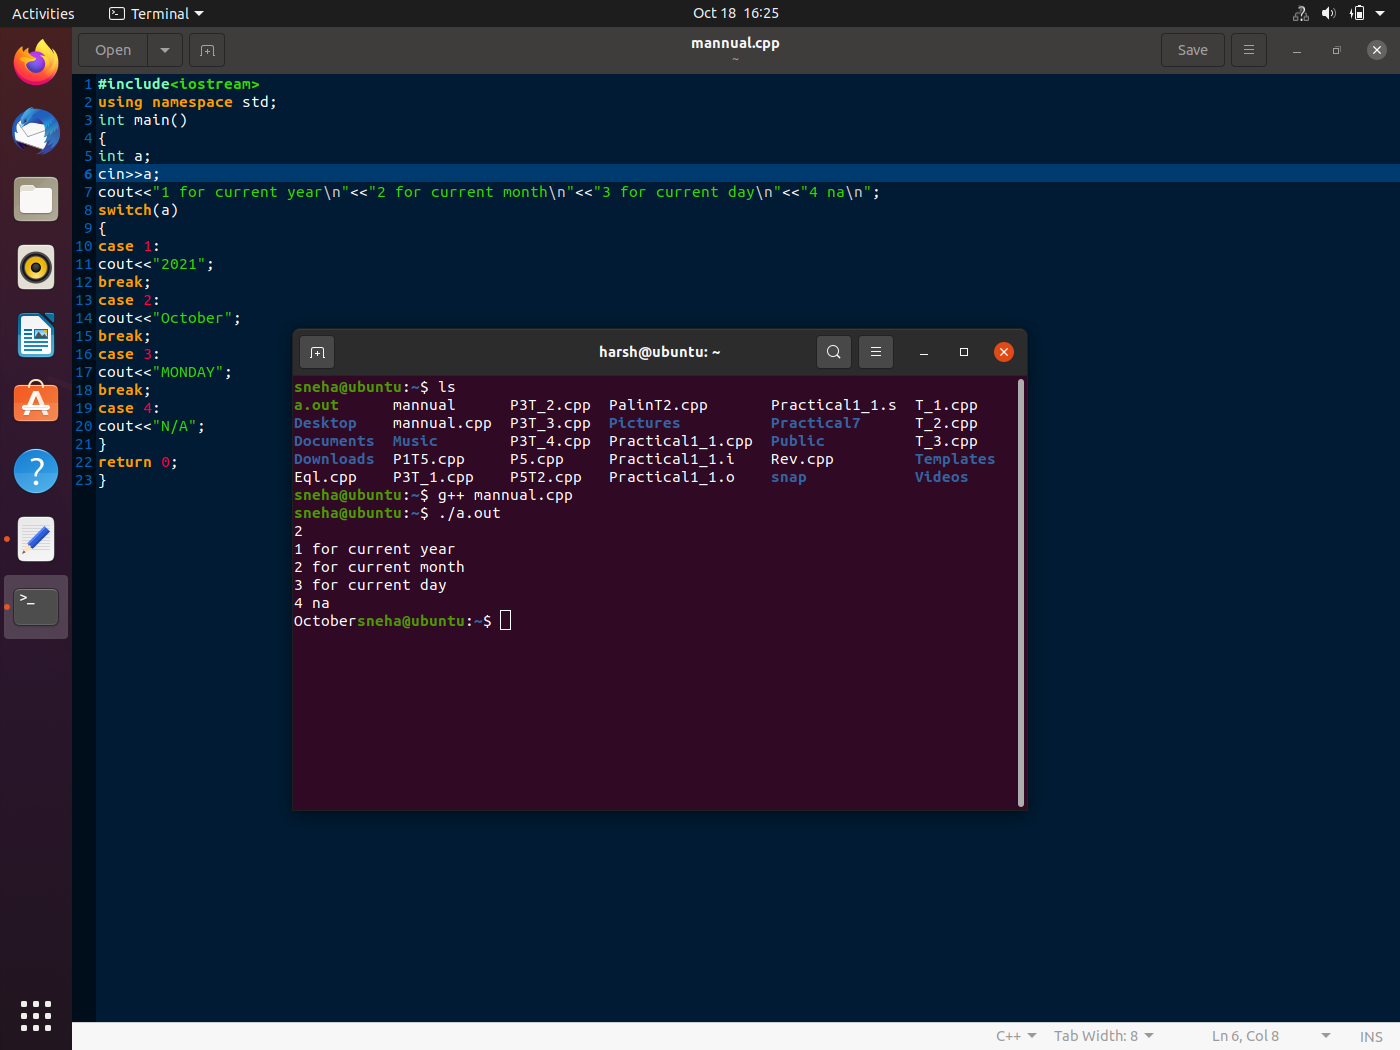 Activities Terminal Oct 18 16:25
Open mannual.cpp Save
~
1 #include<iostream>
2 using namespace std;
3 int main()
4 {
5 int a;
6 cin>>a;
7 cout<<"1 for current year\n"<<"2 for current month\n"<<"3 for current day\n"<<"4 na\n";
8 switch(a)
9 {
10 case 1:
11 cout<<"2021";
12 break;
13 case 2:
14 cout<<"October";
15 break;
16 case 3:
17 cout<<"MONDAY";
18 break;
19 case 4:
20 cout<<"N/A";
21 }
22 return 0;
23 }
harsh@ubuntu: ~
sneha@ubuntu:~$ ls
a.out mannual P3T_2.cpp PalinT2.cpp Practical1_1.s T_1.cpp
Desktop mannual.cpp P3T_3.cpp Pictures Practical7 T_2.cpp
Documents Music P3T_4.cpp Practical1_1.cpp Public T_3.cpp
Downloads P1T5.cpp P5.cpp Practical1_1.i Rev.cpp Templates
Eql.cpp P3T_1.cpp P5T2.cpp Practical1_1.o snap Videos
sneha@ubuntu:~$ g++ mannual.cpp
sneha@ubuntu:~$ ./a.out
2
1 for current year
2 for current month
3 for current day
4 na
Octobersneha@ubuntu:~$
C++ Tab Width: 8 Ln 6, Col 8 INS